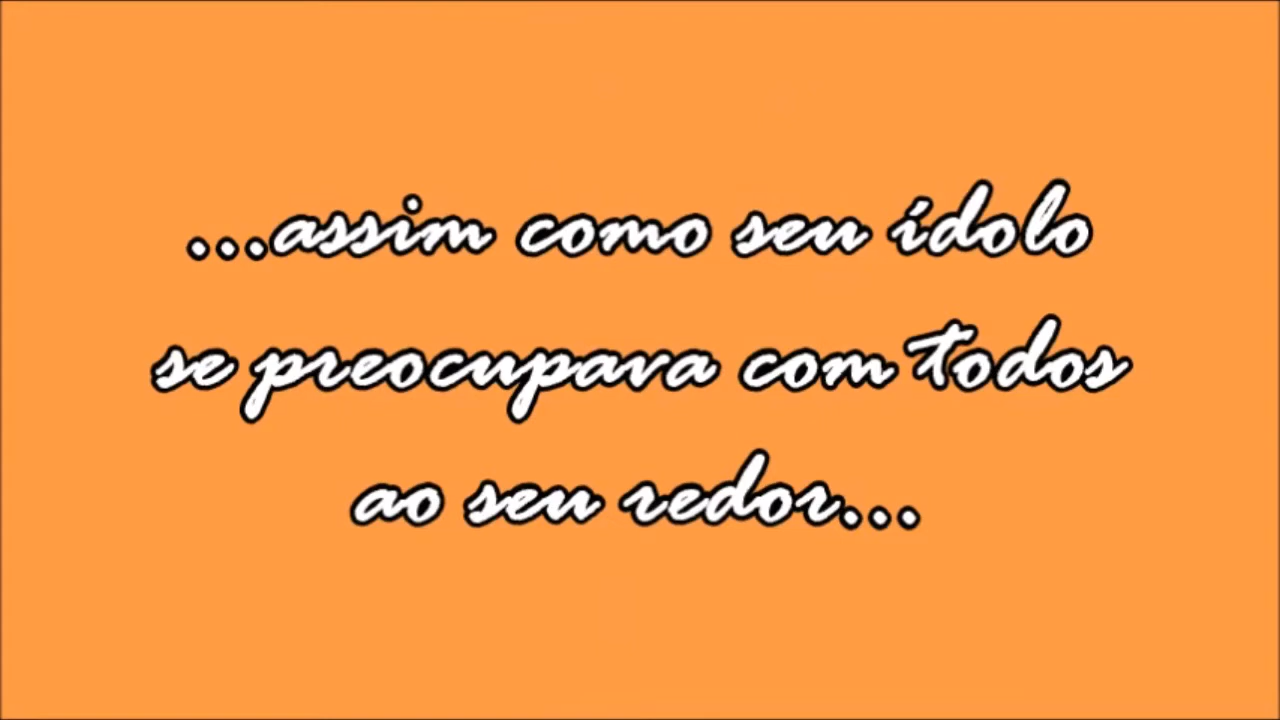 ...assim como seu ídolo
se preocupava com todos
ao seu redor...